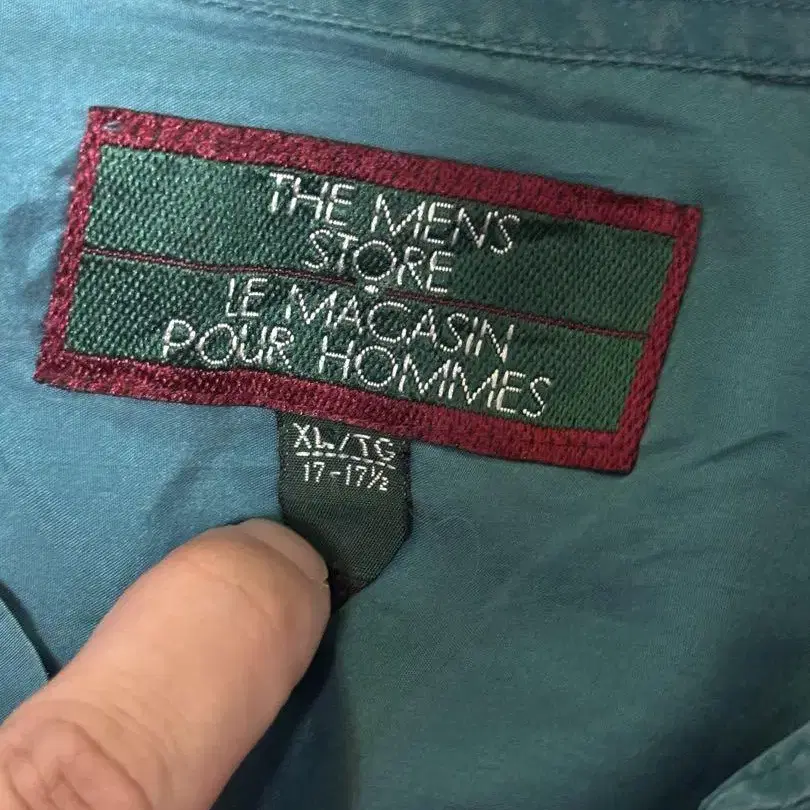 THE MEN'S
STORE
LE MAGASIN
POUR HOMMES
XL/TG
17-17½